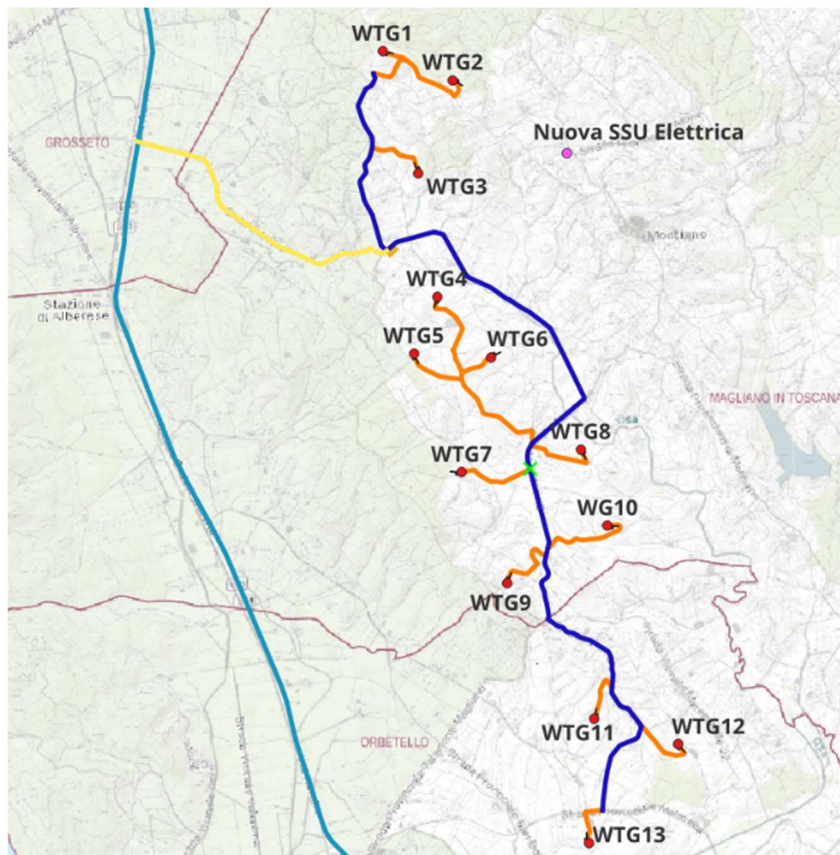 WTG1
WTG2
Nuova SSU Elettrica
GROSSETO
WTG3
Montiano
WTG4
Stazione
di Alberese
WTG5
WTG6
MAGLIANO IN TOSCANA
WTG8
WTG7
WG10
WTG9
WTG11
WTG12
ORBETELLO
WTG13